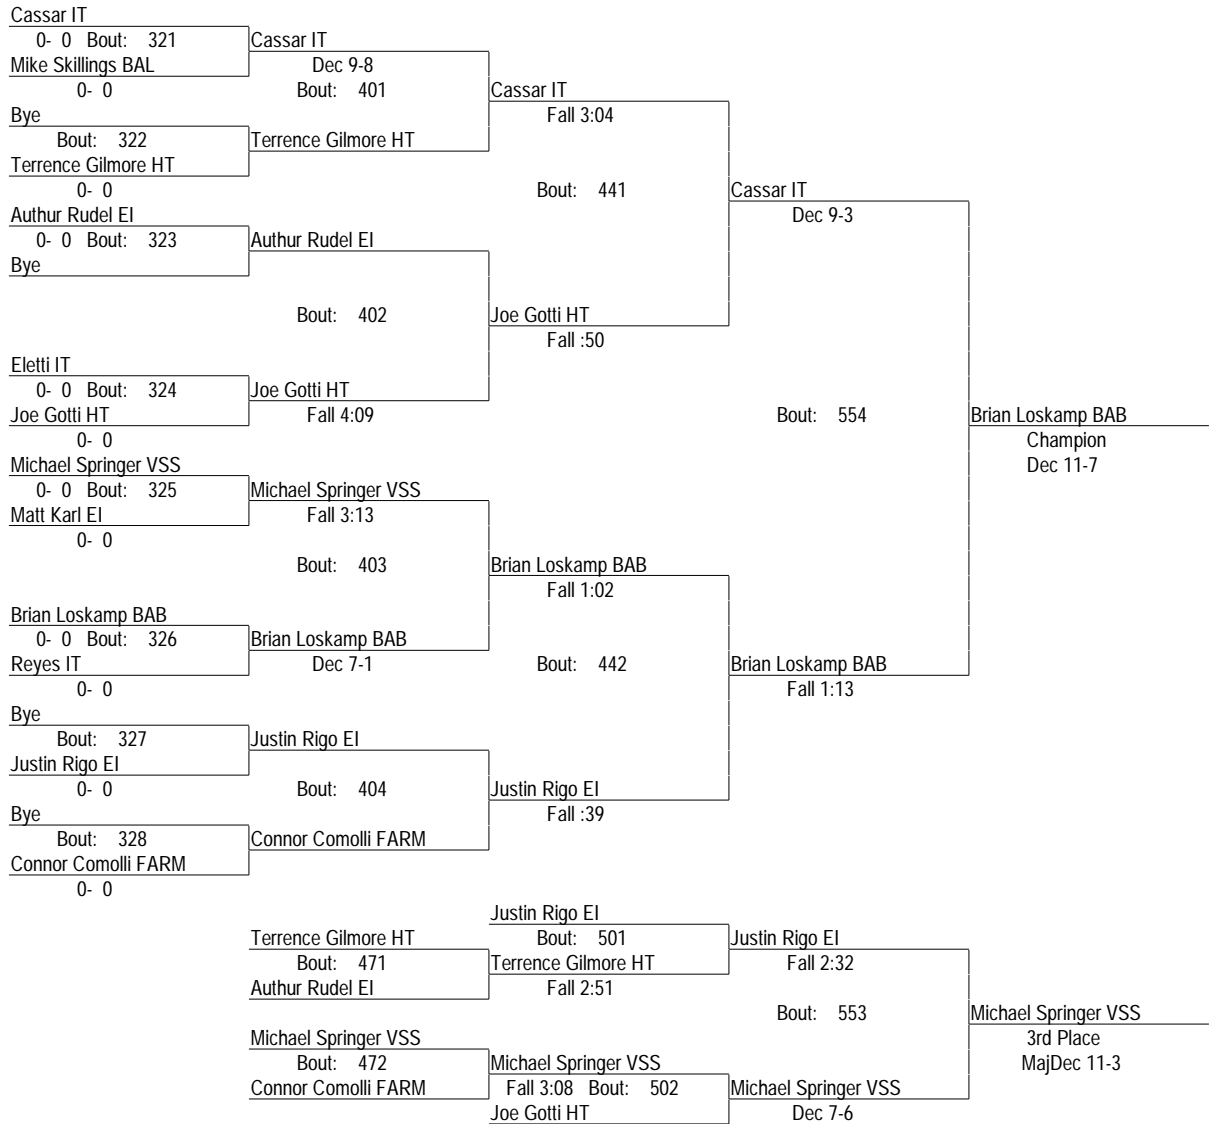 Cassar IT
0- 0 Bout: 321 Cassar IT
Mike Skillings BAL Dec 9-8
0- 0 Bout: 401 Cassar IT
Bye Fall 3:04
Bout: 322 Terrence Gilmore HT
Terrence Gilmore HT
0- 0 Bout: 441 Cassar IT
Authur Rudel EI Dec 9-3
0- 0 Bout: 323 Authur Rudel EI
Bye
Bout: 402 Joe Gotti HT
Fall :50
Eletti IT
0- 0 Bout: 324 Joe Gotti HT
Joe Gotti HT Fall 4:09 Bout: 554 Brian Loskamp BAB
0- 0 Champion
Michael Springer VSS Dec 11-7
0- 0 Bout: 325 Michael Springer VSS
Matt Karl EI Fall 3:13
0- 0
Bout: 403 Brian Loskamp BAB
Fall 1:02
Brian Loskamp BAB
0- 0 Bout: 326 Brian Loskamp BAB
Reyes IT Dec 7-1 Bout: 442 Brian Loskamp BAB
0- 0 Fall 1:13
Bye
Bout: 327 Justin Rigo EI
Justin Rigo EI
0- 0 Bout: 404 Justin Rigo EI
Bye Fall :39
Bout: 328 Connor Comolli FARM
Connor Comolli FARM
0- 0
Justin Rigo EI
Terrence Gilmore HT Bout: 501 Justin Rigo EI
Bout: 471 Terrence Gilmore HT Fall 2:32
Authur Rudel EI Fall 2:51
Bout: 553 Michael Springer VSS
Michael Springer VSS 3rd Place
Bout: 472 Michael Springer VSS MajDec 11-3
Connor Comolli FARM Fall 3:08 Bout: 502 Michael Springer VSS
Joe Gotti HT Dec 7-6